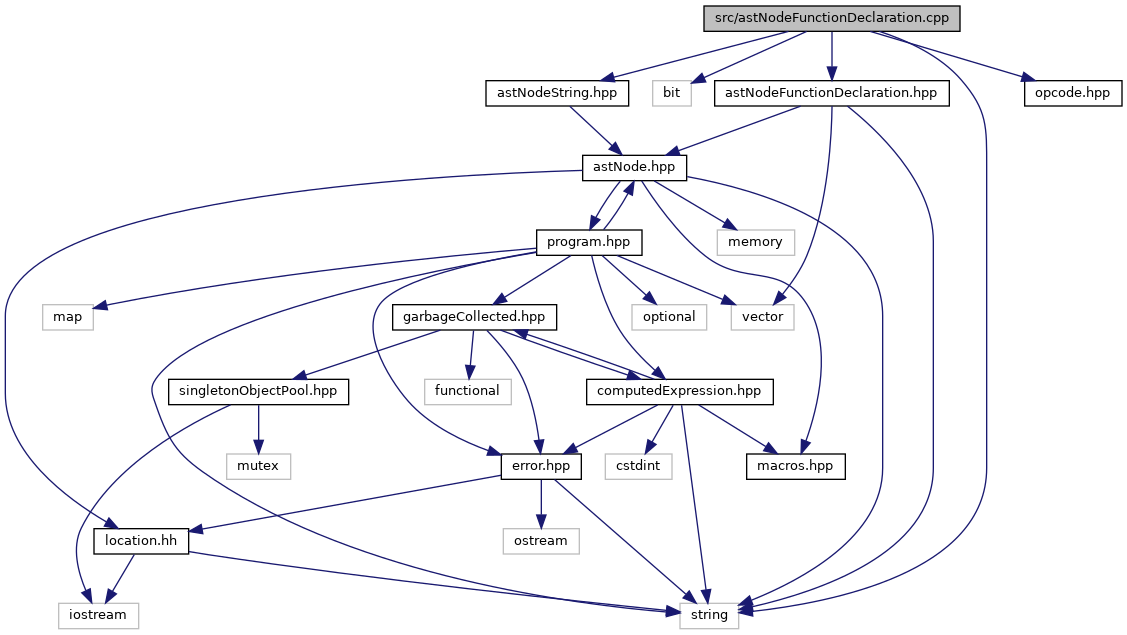 src/astNodeFunctionDeclaration.cpp
astNodeString.hpp
bit
astNodeFunctionDeclaration.hpp
opcode.hpp
astNode.hpp
program.hpp
memory
map
garbageCollected.hpp
optional
vector
singletonObjectPool.hpp
functional
computedExpression.hpp
mutex
error.hpp
cstdint
macros.hpp
location.hh
ostream
iostream
string